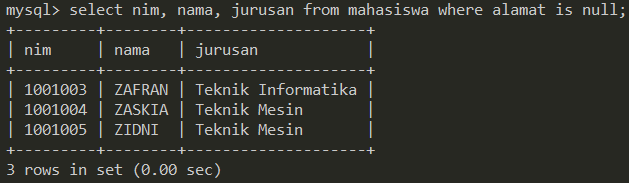 mysql> select nim, nama, jurusan from mahasiswa where alamat is null;
+---------+--------+--------------------+
| nim     | nama   | jurusan            |
+---------+--------+--------------------+
| 1001003 | ZAFRAN | Teknik Informatika |
| 1001004 | ZASKIA | Teknik Mesin       |
| 1001005 | ZIDNI  | Teknik Mesin       |
+---------+--------+--------------------+
3 rows in set (0.00 sec)